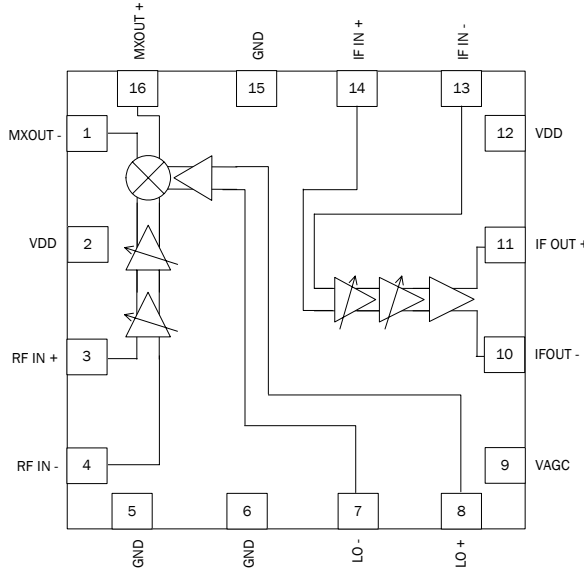 MXOUT +
GND
IF IN +
IF IN -
16
15
14
13
MXOUT -
1
12
VDD
VDD
2
11
IF OUT +
RF IN +
3
10
IFOUT -
RF IN -
4
9
VAGC
5
6
7
8
GND
GND
LO -
LO +